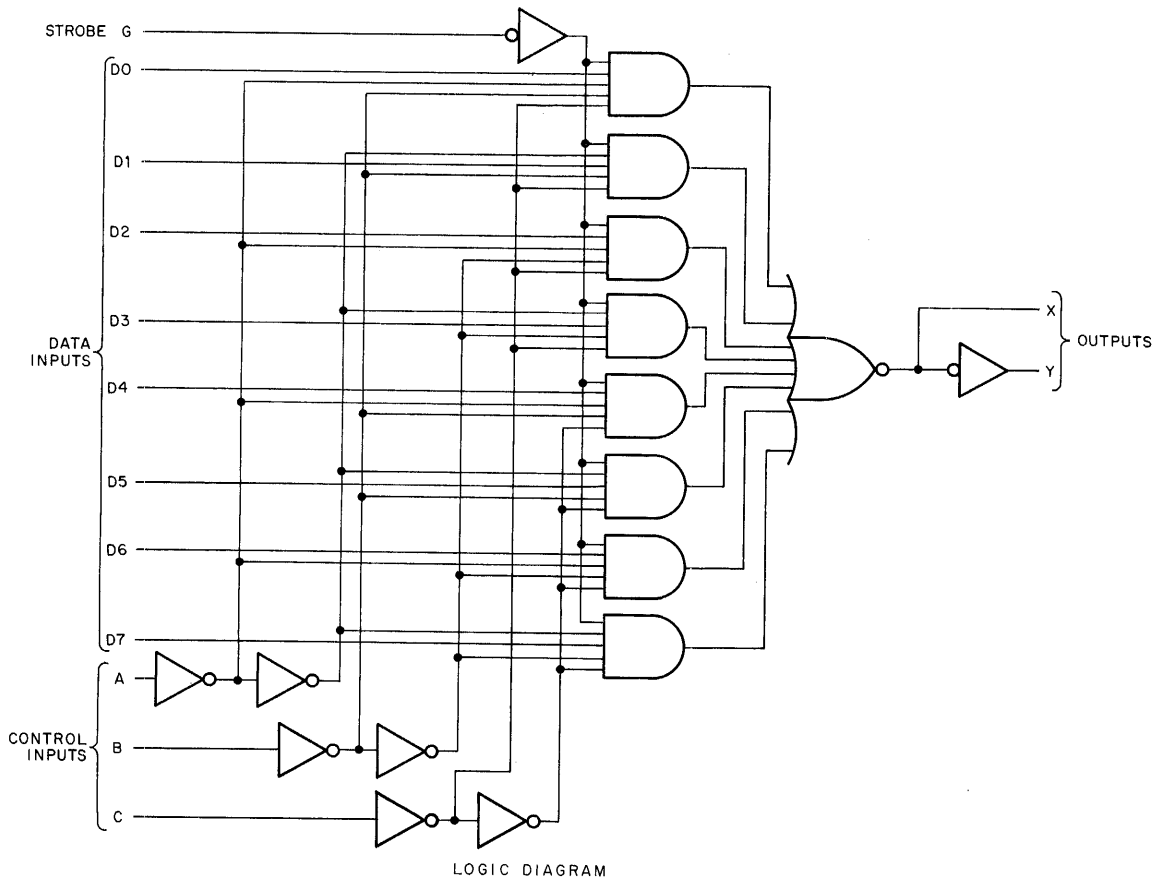 STROBE G
D0
D1
D2
D3
DATA
INPUTS
D4
D5
D6
D7
A
CONTROL
INPUTS
B
C
X
OUTPUTS
Y
LOGIC DIAGRAM